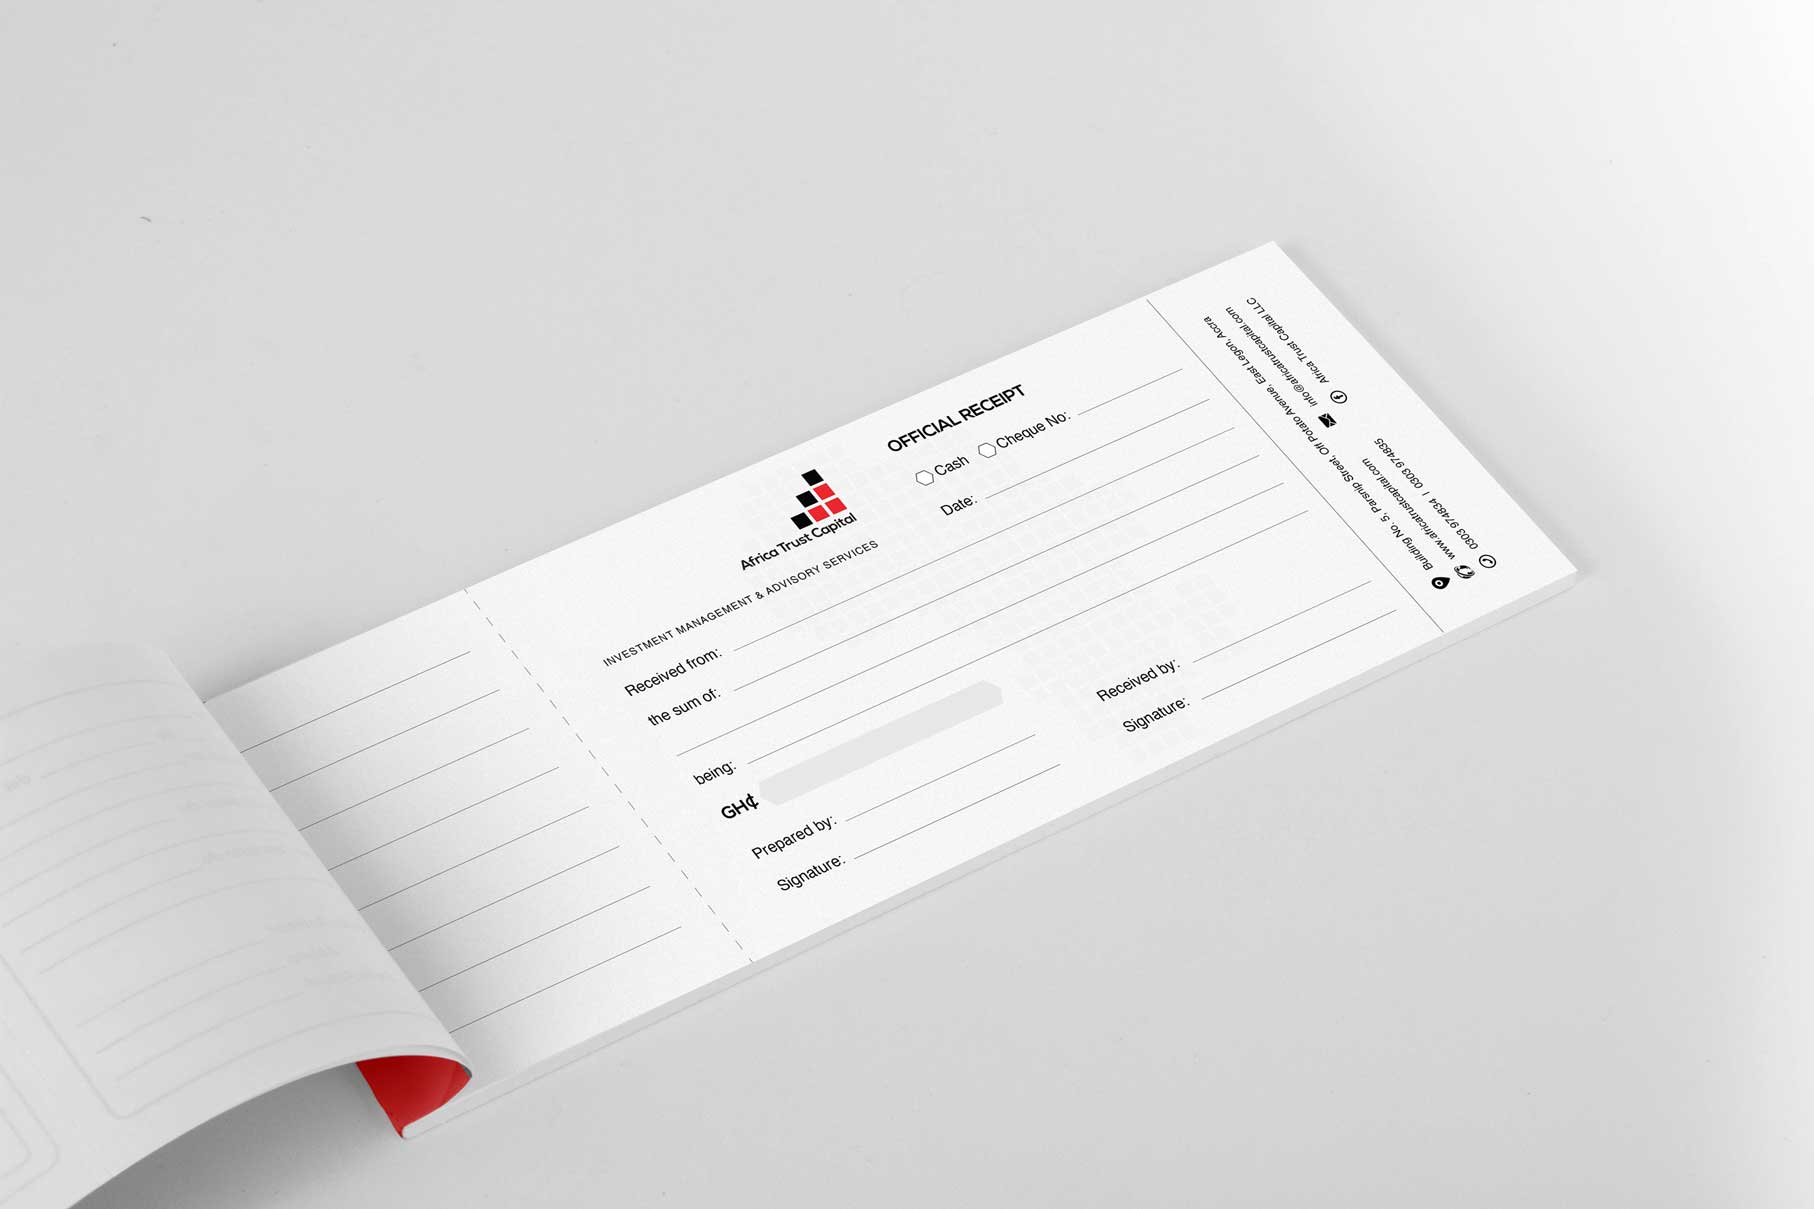 Africa Trust Capital
INVESTMENT MANAGEMENT & ADVISORY SERVICES
OFFICIAL RECEIPT
Cash Cheque No:
Date:
Received from:
the sum of:
being:
GH₵
Prepared by:
Signature:
Received by:
Signature:
0303 974834 | 0303 974835
Africa Trust Capital LLC
www.africatrustcapital.com
info@africatrustcapital.com
Building No. 5, Parsnip Street, Off Potato Avenue, East Legon, Accra